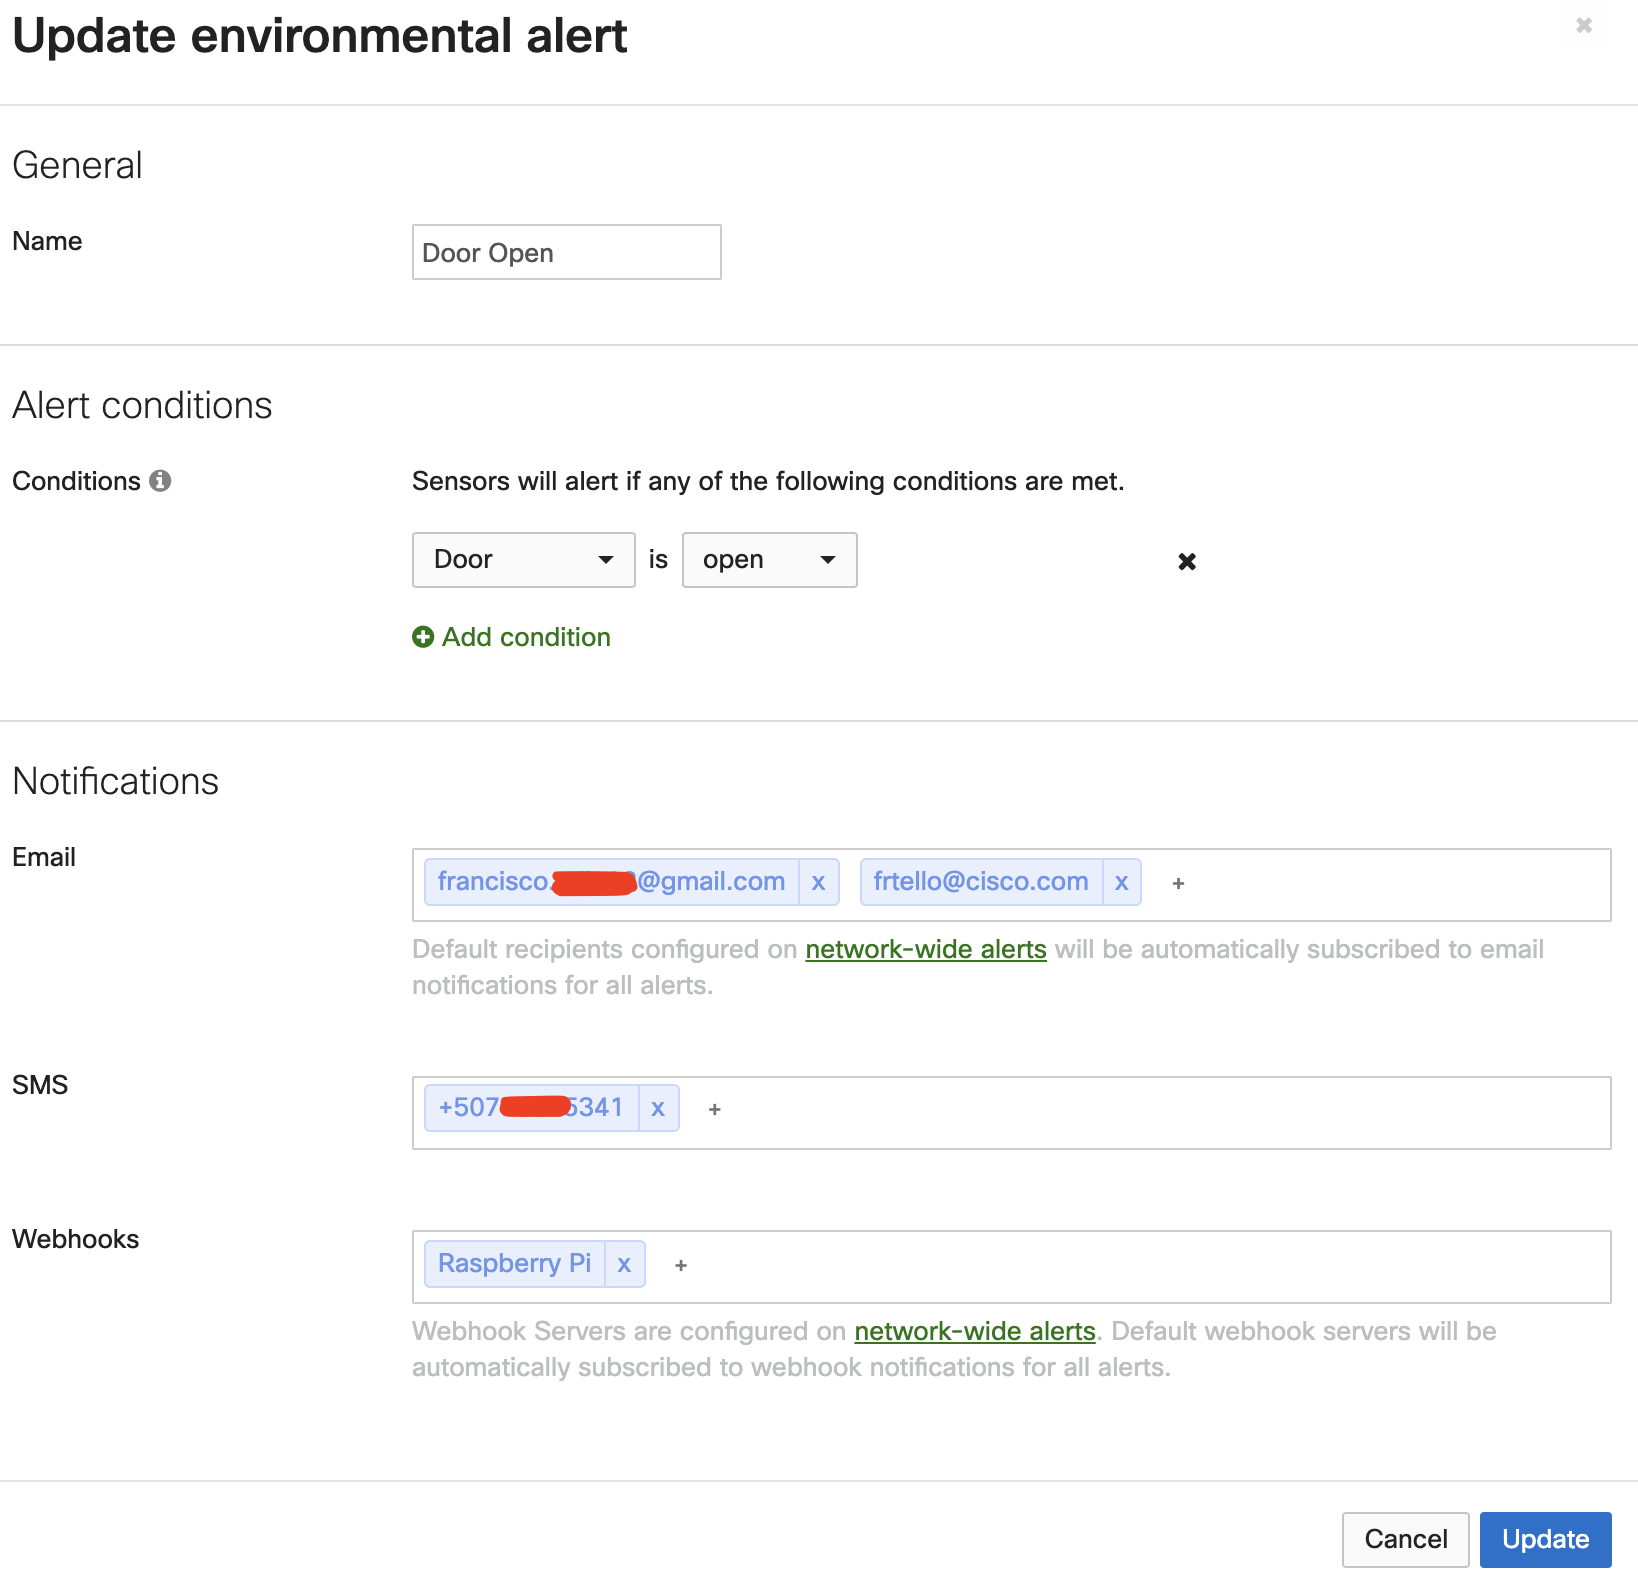 Update environmental alert
General
Name
Door Open
Alert conditions
Conditions
Sensors will alert if any of the following conditions are met.
Door is open
Add condition
Notifications
Email
francisco. @gmail.com x frtello@cisco.com x +
Default recipients configured on network-wide alerts will be automatically subscribed to email
notifications for all alerts.
SMS
+507 5341 x +
Webhooks
Raspberry Pi x +
Webhook Servers are configured on network-wide alerts. Default webhook servers will be
automatically subscribed to webhook notifications for all alerts.
Cancel Update